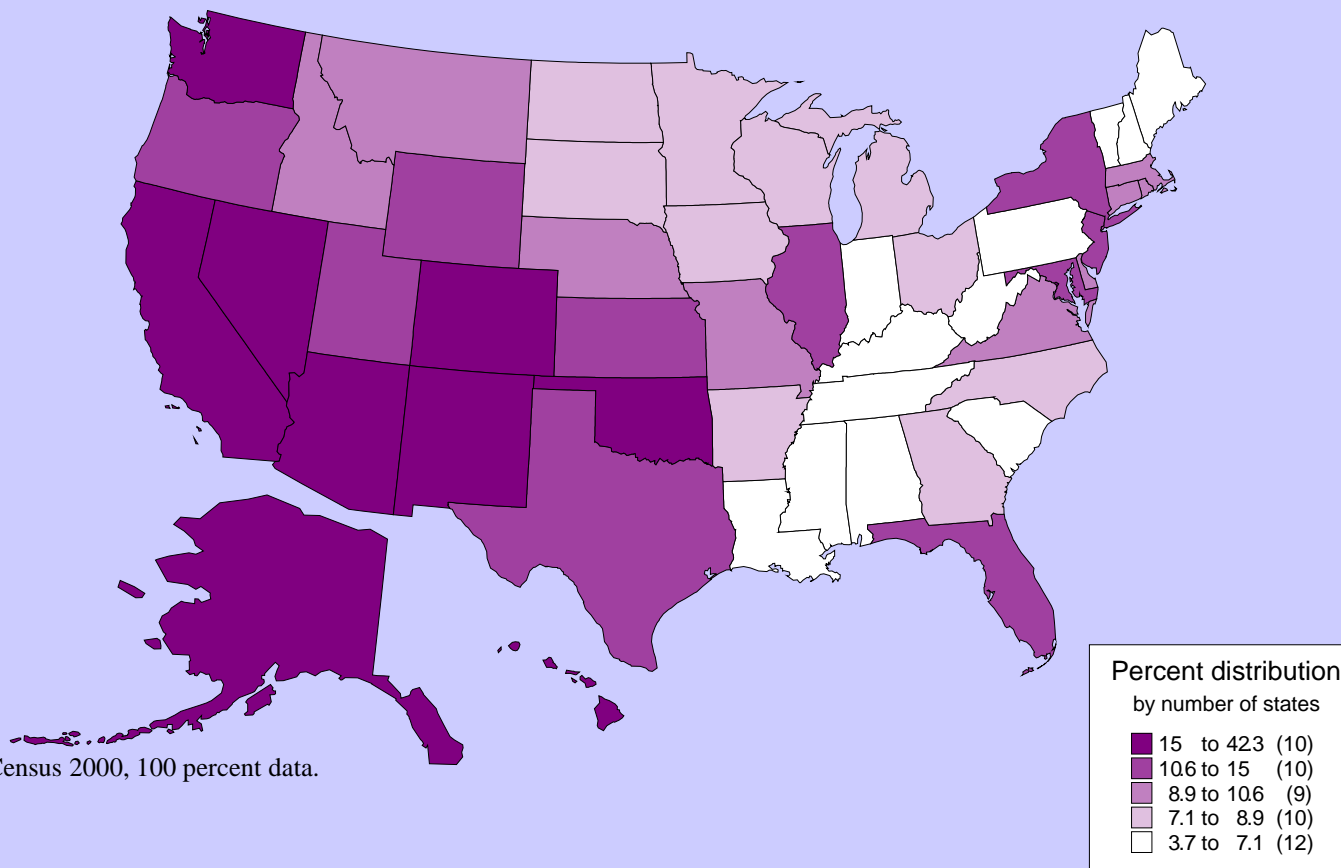 Census 2000, 100 percent data.
Percent distribution
by number of states
15 to 42.3 (10)
10.6 to 15 (10)
8.9 to 10.6 (9)
7.1 to 8.9 (10)
3.7 to 7.1 (12)